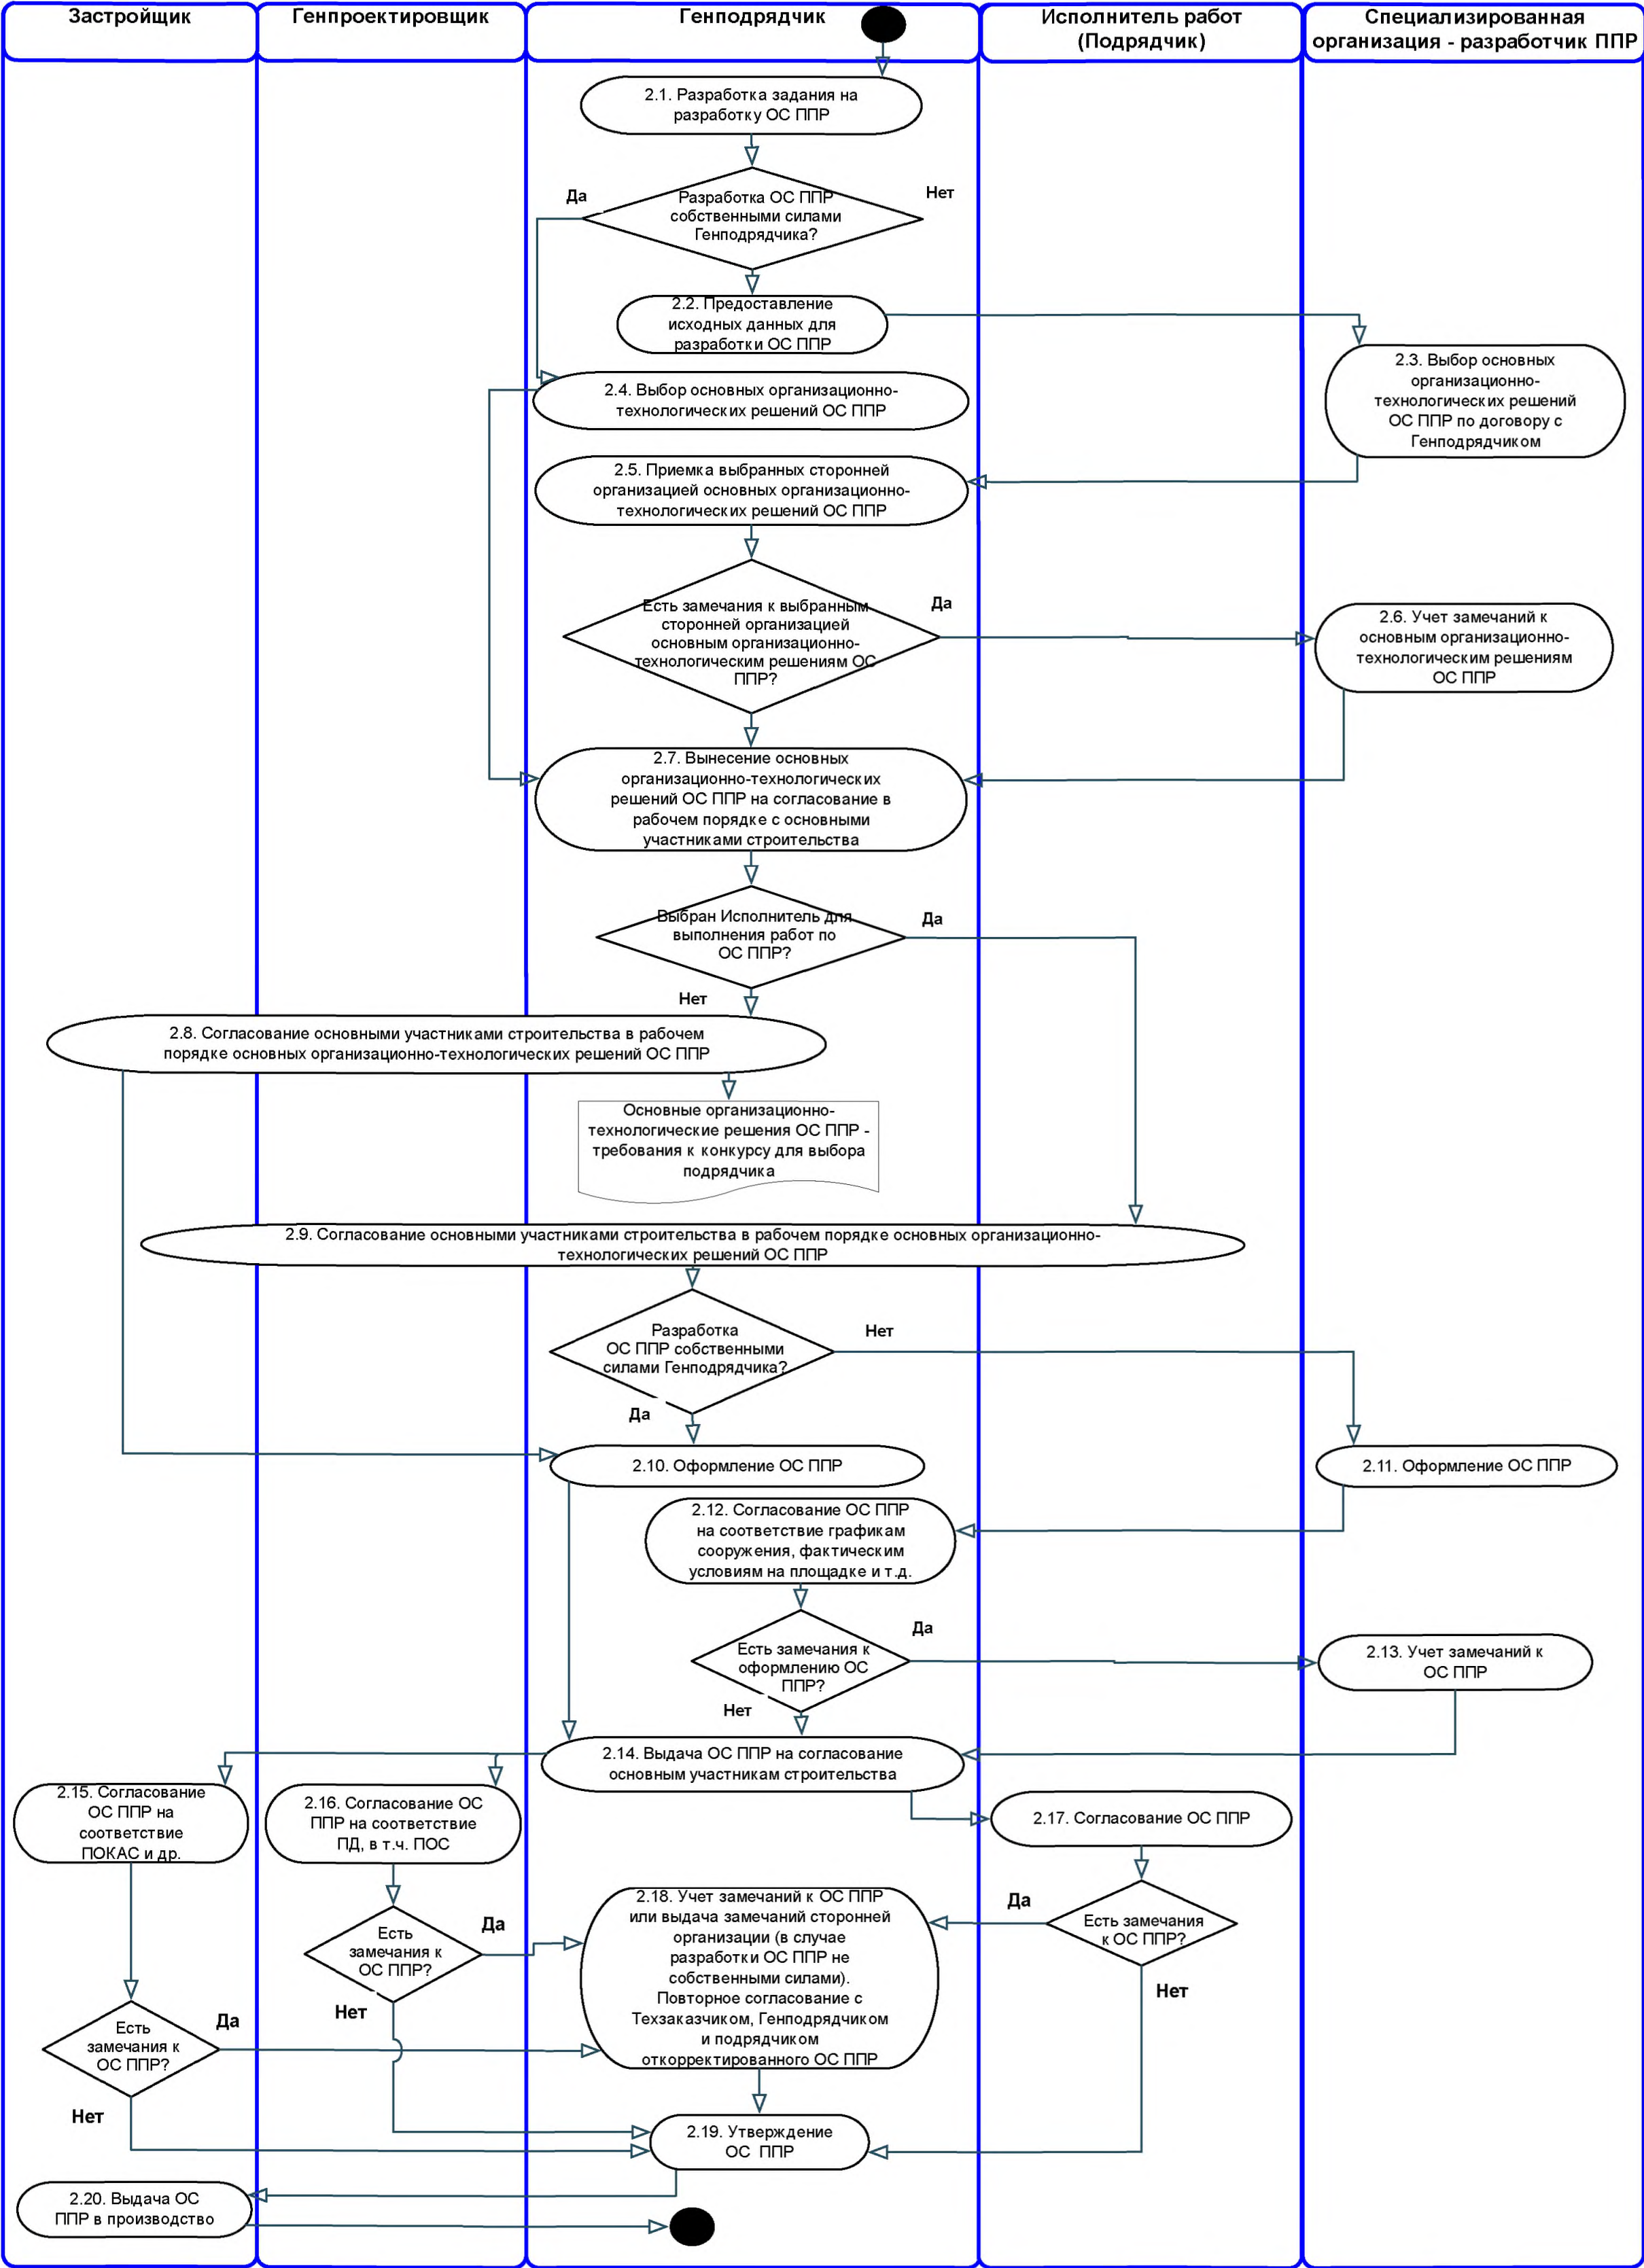 Застройщик
Генпроектировщик
Генподрядчик
Исполнитель работ
(Подрядчик)
Специализированная
организация - разработчик ППР
2.1. Разработка задания на
разработку ОС ППР
Да
Разработка ОС ППР
собственными силами
Генподрядчика?
Нет
2.2. Предоставление
исходных данных для
разработки ОС ППР
2.3. Выбор основных
организационно-
технологических решений
ОС ППР по договору с
Генподрядчиком
2.4. Выбор основных организационно-
технологических решений ОС ППР
2.5. Приемка выбранных сторонней
организацией основных организационно-
технологических решений ОС ППР
Есть замечания к выбранным
сторонней организацией
основным организационно-
технологическим решениям ОС
ППР?
Да
2.6. Учет замечаний к
основным организационно-
технологическим решениям
ОС ППР
2.7. Вынесение основных
организационно-технологических
решений ОС ППР на согласование в
рабочем порядке с основными
участниками строительства
Выбран Исполнитель для
выполнения работ по
ОС ППР?
Да
Нет
2.8. Согласование основными участниками строительства в рабочем
порядке основных организационно-технологических решений ОС ППР
Основные организационно-
технологические решения ОС ППР -
требования к конкурсу для выбора
подрядчика
2.9. Согласование основными участниками строительства в рабочем порядке основных организационно-
технологических решений ОС ППР
Разработка
ОС ППР собственными
силами Генподрядчика?
Нет
Да
2.10. Оформление ОС ППР
2.11. Оформление ОС ППР
2.12. Согласование ОС ППР
на соответствие графикам
сооружения, фактическим
условиям на площадке и т.д.
Есть замечания к
оформлению ОС
ППР?
Да
Нет
2.13. Учет замечаний к
ОС ППР
2.14. Выдача ОС ППР на согласование
основным участникам строительства
2.15. Согласование
ОС ППР на
соответствие
ПОКАС и др.
2.16. Согласование ОС
ППР на соответствие
ПД, в т.ч. ПОС
2.17. Согласование ОС ППР
2.18. Учет замечаний к ОС ППР
или выдача замечаний сторонней
организации (в случае
разработки ОС ППР не
собственными силами).
Повторное согласование с
Техзаказчиком, Генподрядчиком
и подрядчиком
откорректированного ОС ППР
Есть
замечания к
ОС ППР?
Да
Нет
Да
Есть замечания
к ОС ППР?
Нет
Есть
замечания к
ОС ППР?
Да
Нет
2.19. Утверждение
ОС ППР
2.20. Выдача ОС
ППР в производство